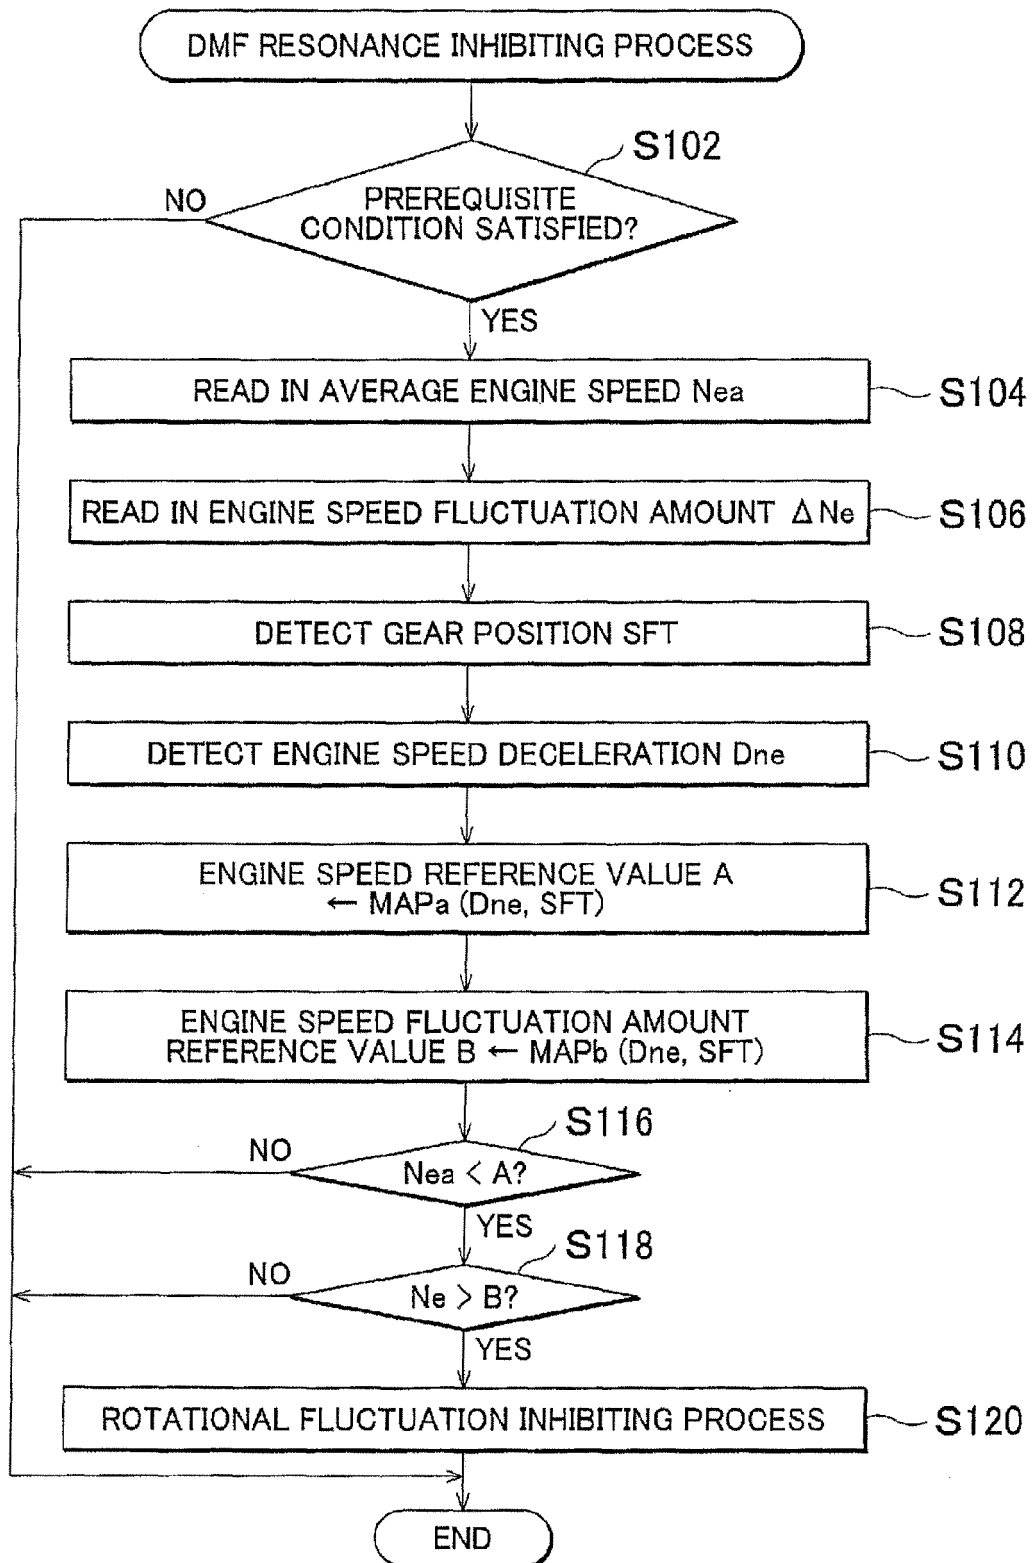 DMF RESONANCE INHIBITING PROCESS
S102
NO
PREREQUISITE
CONDITION SATISFIED?
YES
READ IN AVERAGE ENGINE SPEED Nea
S104
READ IN ENGINE SPEED FLUCTUATION AMOUNT Δ Ne
S106
DETECT GEAR POSITION SFT
S108
DETECT ENGINE SPEED DECELERATION Dne
S110
ENGINE SPEED REFERENCE VALUE A
← MAPa (Dne, SFT)
S112
ENGINE SPEED FLUCTUATION AMOUNT
REFERENCE VALUE B ← MAPb (Dne, SFT)
S114
S116
NO
Nea < A?
YES
S118
NO
Ne > B?
YES
ROTATIONAL FLUCTUATION INHIBITING PROCESS
S120
END